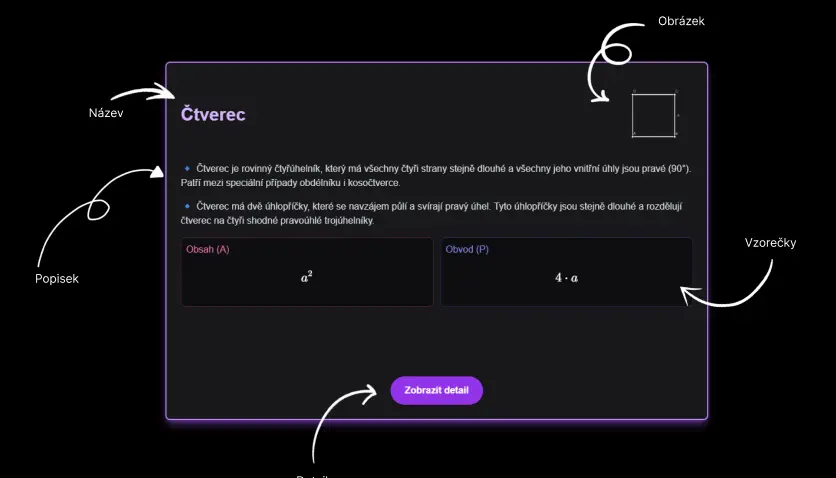 Obrázek
Název
Čtverec
Čtverec je rovinný čtyřúhelník, který má všechny čtyři strany stejně dlouhé a všechny jeho vnitřní úhly jsou pravé (90°).
Patří mezi speciální případy obdélníku i kosočtverce.
Čtverec má dvě úhlopříčky, které se navzájem půlí a svírají pravý úhel. Tyto úhlopříčky jsou stejně dlouhé a rozdělují
čtverec na čtyři shodné pravoúhlé trojúhelníky.
Popisek
Vzorečky
Obsah (A)
a²
Obvod (P)
4 · a
Zobrazit detail